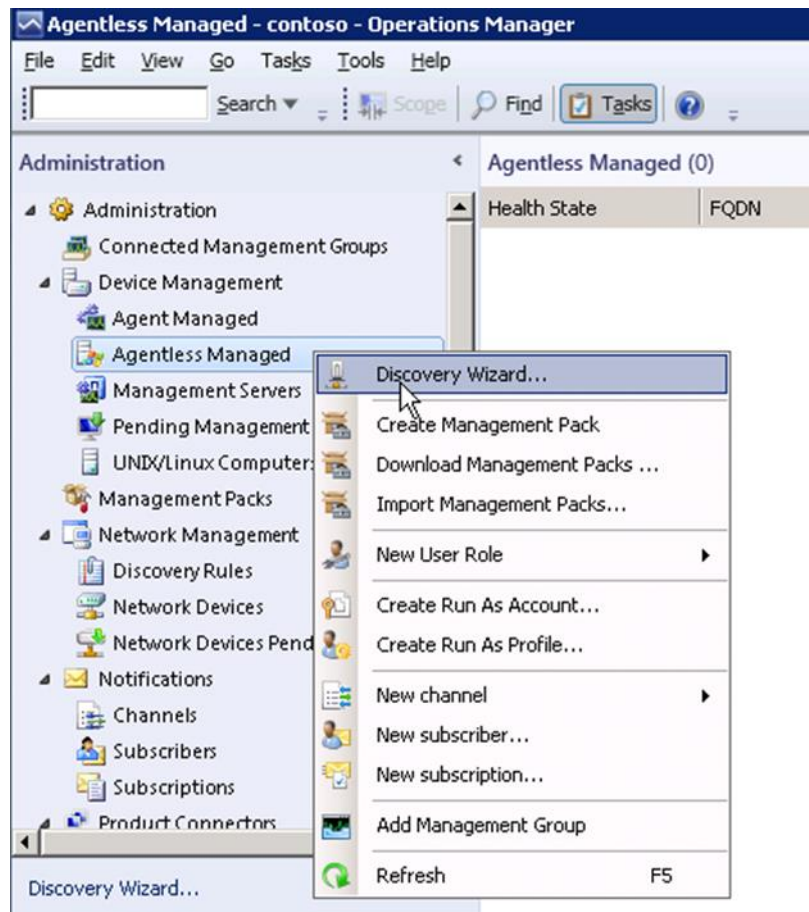 Agentless Managed - contoso - Operations Manager
File Edit View Go Tasks Tools Help
Search Scope Find Tasks
Administration
Agentless Managed (0)
Administration
Health State FQDN
Connected Management Groups
Device Management
Agent Managed
Agentless Managed
Management Servers
Pending Management
UNIX/Linux Computer
Management Packs
Network Management
Discovery Rules
Network Devices
Network Devices Pend
Notifications
Channels
Subscribers
Subscriptions
Product Connectors
Discovery Wizard...
Discovery Wizard...
Create Management Pack
Download Management Packs ...
Import Management Packs...
New User Role
Create Run As Account...
Create Run As Profile...
New channel
New subscriber...
New subscription...
Add Management Group
Refresh F5